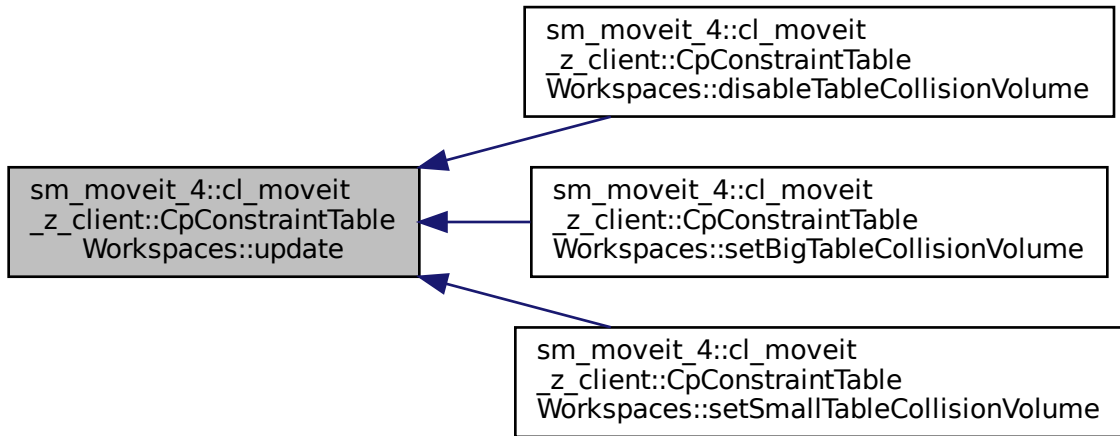 sm_moveit_4::cl_moveit
_z_client::CpConstraintTable
Workspaces::disableTableCollisionVolume
sm_moveit_4::cl_moveit
_z_client::CpConstraintTable
Workspaces::update
sm_moveit_4::cl_moveit
_z_client::CpConstraintTable
Workspaces::setBigTableCollisionVolume
sm_moveit_4::cl_moveit
_z_client::CpConstraintTable
Workspaces::setSmallTableCollisionVolume